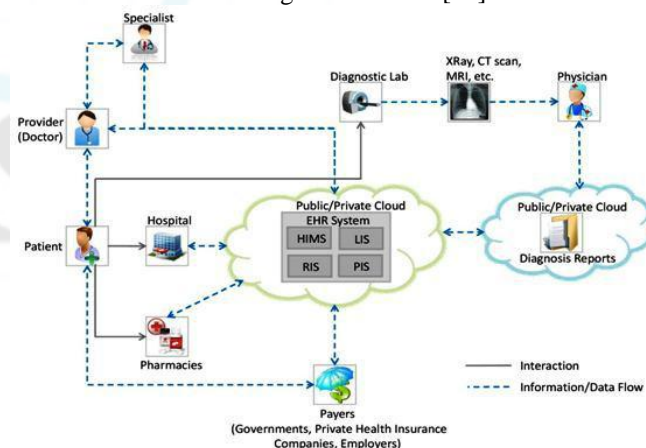 Specialist
XRay, CT scan,
MRI, etc.
Diagnostic Lab
Physician
Provider
(Doctor)
Public/Private Cloud
EHR System
HIMS
LIS
RIS
PIS
Public/Private Cloud
Diagnosis Reports
Hospital
Patient
Pharmacies
Interaction
Information/Data Flow
Payers
(Governments, Private Health Insurance
Companies, Employers)